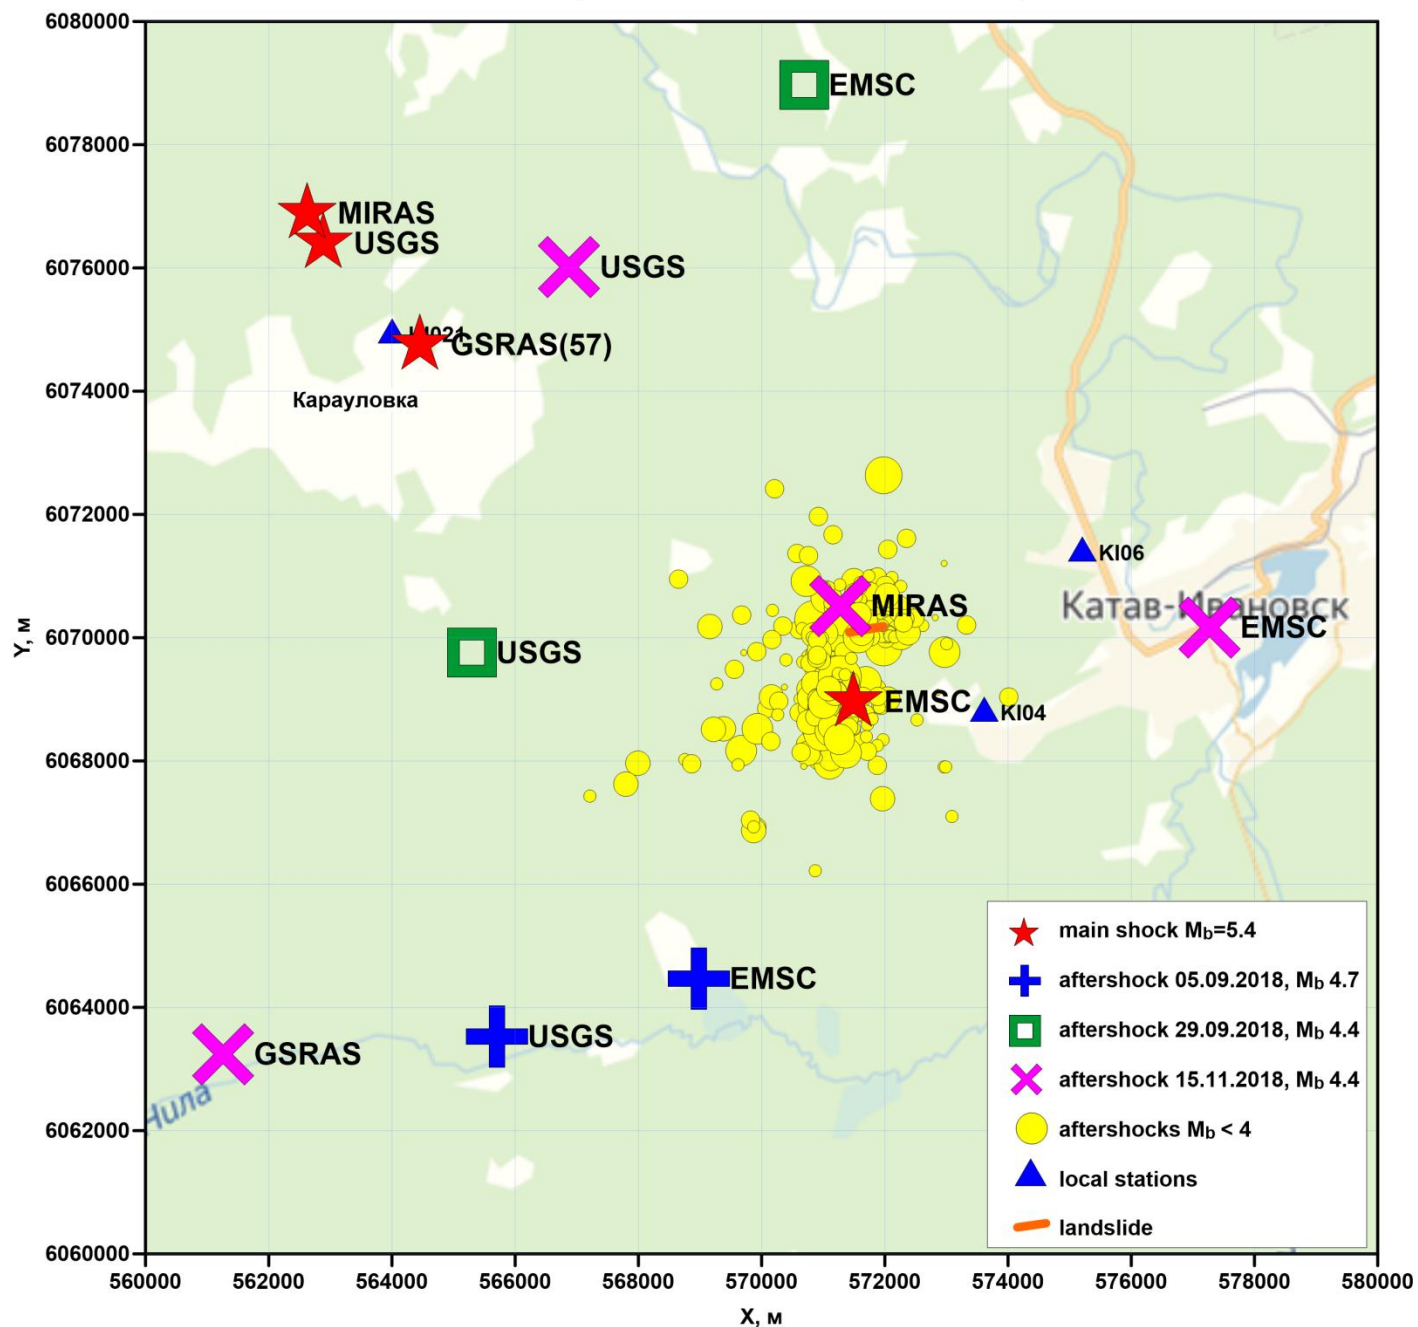 6080000
EMSC
6078000
MIRAS
USGS
6076000
USGS
GSRAS(57)
6074000
Карауловка
6072000
KI06
Катав-Ивановск
MIRAS
EMSC
6070000
Y, м
USGS
EMSC
KI04
6068000
6066000
main shock Mb=5.4
EMSC
aftershock 05.09.2018, Mb 4.7
6064000
USGS
aftershock 29.09.2018, Mb 4.4
GSRAS
aftershock 15.11.2018, Mb 4.4
6062000
aftershocks Mb < 4
local stations
landslide
6060000
560000 562000 564000 566000 568000 570000 572000 574000 576000 578000 580000
X, м